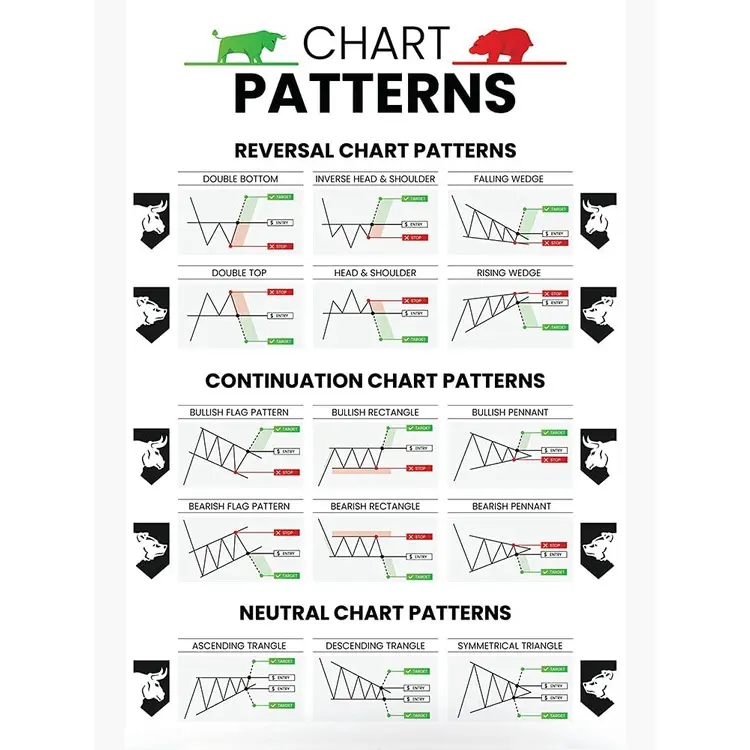 CHART
PATTERNS
REVERSAL CHART PATTERNS
DOUBLE BOTTOM
TARGET
$ ENTRY
STOP
INVERSE HEAD & SHOULDER
TARGET
$ ENTRY
STOP
FALLING WEDGE
TARGET
$ ENTRY
STOP
DOUBLE TOP
STOP
$ ENTRY
TARGET
HEAD & SHOULDER
STOP
$ ENTRY
TARGET
RISING WEDGE
STOP
$ ENTRY
TARGET
CONTINUATION CHART PATTERNS
BULLISH FLAG PATTERN
TARGET
$ ENTRY
STOP
BULLISH RECTANGLE
TARGET
$ ENTRY
STOP
BULLISH PENNANT
TARGET
$ ENTRY
STOP
BEARISH FLAG PATTERN
STOP
$ ENTRY
TARGET
BEARISH RECTANGLE
STOP
$ ENTRY
TARGET
BEARISH PENNANT
STOP
$ ENTRY
TARGET
NEUTRAL CHART PATTERNS
ASCENDING TRANGLE
TARGET
$ ENTRY
$ ENTRY
TARGET
DESCENDING TRANGLE
TARGET
$ ENTRY
$ ENTRY
TARGET
SYMMETRICAL TRIANGLE
TARGET
$ ENTRY
$ ENTRY
TARGET